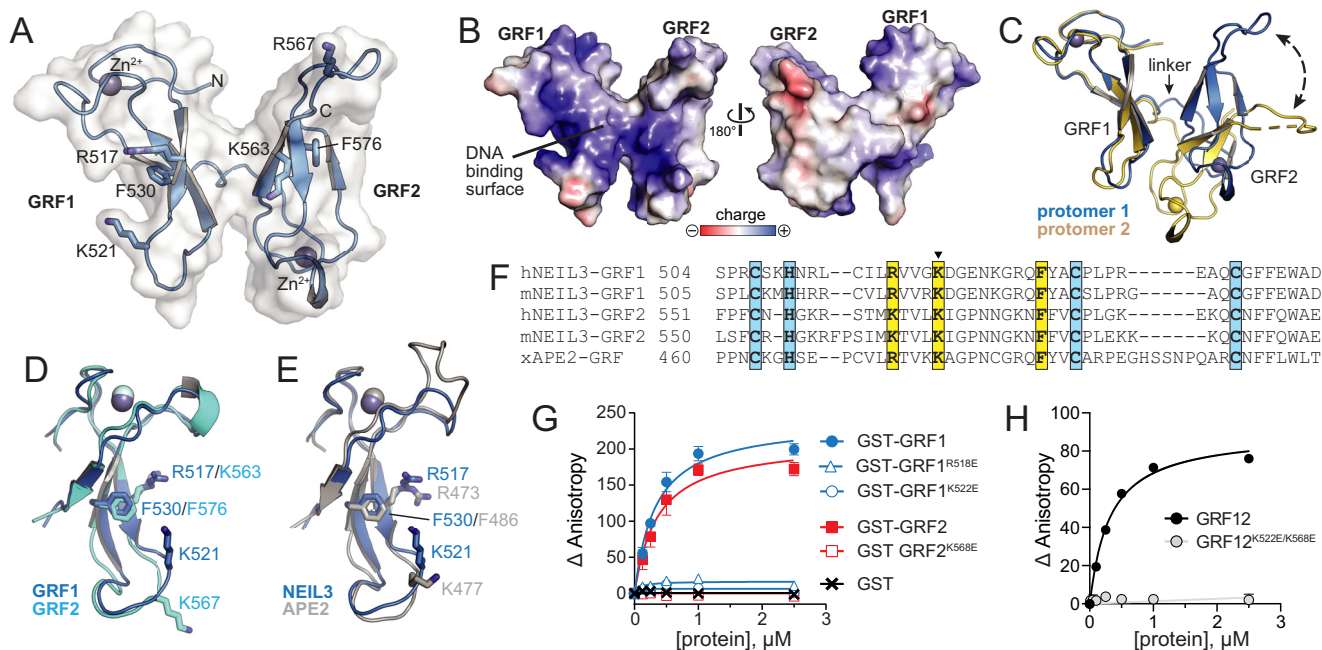 A
R567
Zn2+
N
C
K563
F576
R517
F530
GRF1
GRF2
K521
Zn2+
B
GRF1
GRF2
GRF2
GRF1
180°
DNA
binding
surface
charge
⊖ ⊕
C
linker
GRF1
GRF2
protomer 1
protomer 2
D
R517/K563
F530/F576
K521
K567
GRF1
GRF2
E
R517
R473
F530/F486
K521
K477
NEIL3
APE2
F
▼
hNEIL3-GRF1 504 SPRCSKHNRL--CILRVVGKDGENKGRQFYACPLPR------EAQCGFFEWAD
mNEIL3-GRF1 505 SPLCKMHHRR--CVLRVVRKDGENKGRQFYACSLPRG------AQCGFFEWAD
hNEIL3-GRF2 551 FPFCN-HGKR--STMKTVLKIGPNNGKNFFVCPLGK------EKQCNFFQWAE
mNEIL3-GRF2 550 LSFCR-HGKRFPSIMKTVLKIGPNNGKNFFVCPLEKK------KQCNFFQWAE
xAPE2-GRF 460 PPNCKGHSE--PCVLRTVKKAGPNCGRQFYVCARPEGHSSNPQARCNFFLWLT
G
Δ Anisotropy
250
200
150
100
50
0
0 1 2 3
[protein], µM
GST-GRF1
GST-GRF1R518E
GST-GRF1K522E
GST-GRF2
GST GRF2K568E
GST
H
Δ Anisotropy
80
60
40
20
0
0 1 2 3
[protein], µM
GRF12
GRF12K522E/K568E